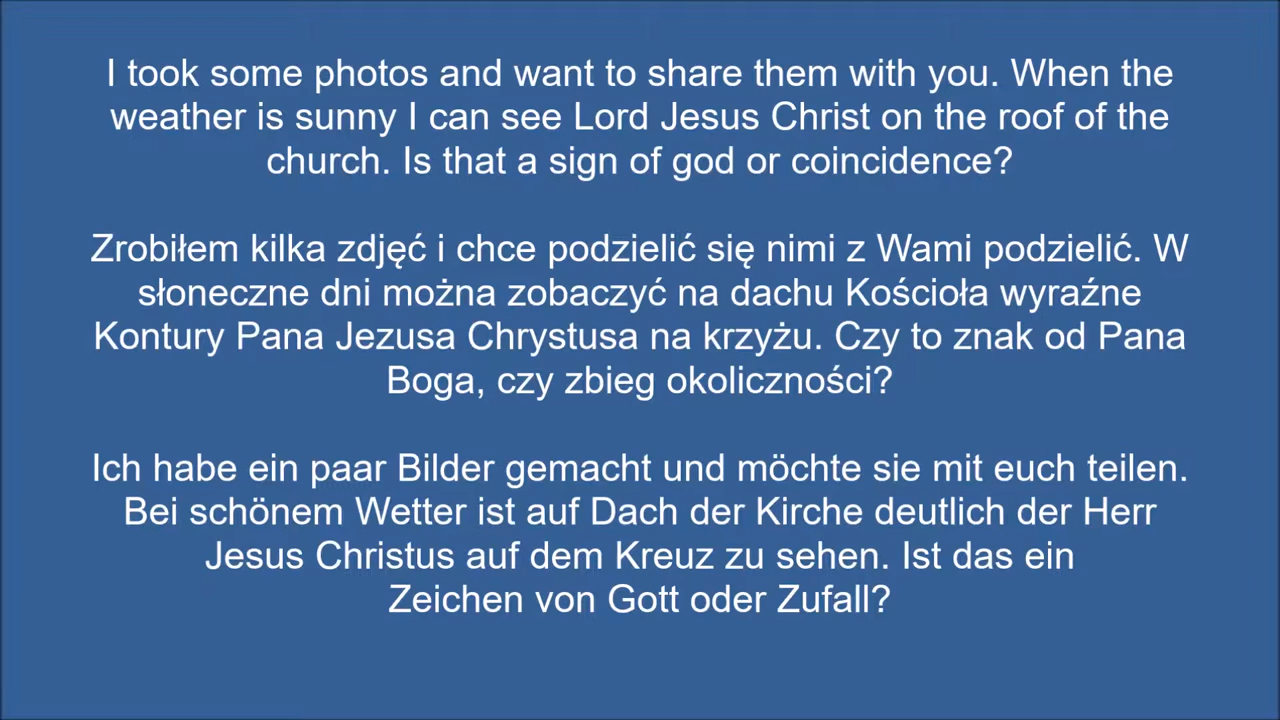 I took some photos and want to share them with you. When the
weather is sunny I can see Lord Jesus Christ on the roof of the
church. Is that a sign of god or coincidence?
Zrobiłem kilka zdjęć i chce podzielić się nimi z Wami podzielić. W
słoneczne dni można zobaczyć na dachu Kościoła wyraźne
Kontury Pana Jezusa Chrystusa na krzyżu. Czy to znak od Pana
Boga, czy zbieg okoliczności?
Ich habe ein paar Bilder gemacht und möchte sie mit euch teilen.
Bei schönem Wetter ist auf Dach der Kirche deutlich der Herr
Jesus Christus auf dem Kreuz zu sehen. Ist das ein
Zeichen von Gott oder Zufall?